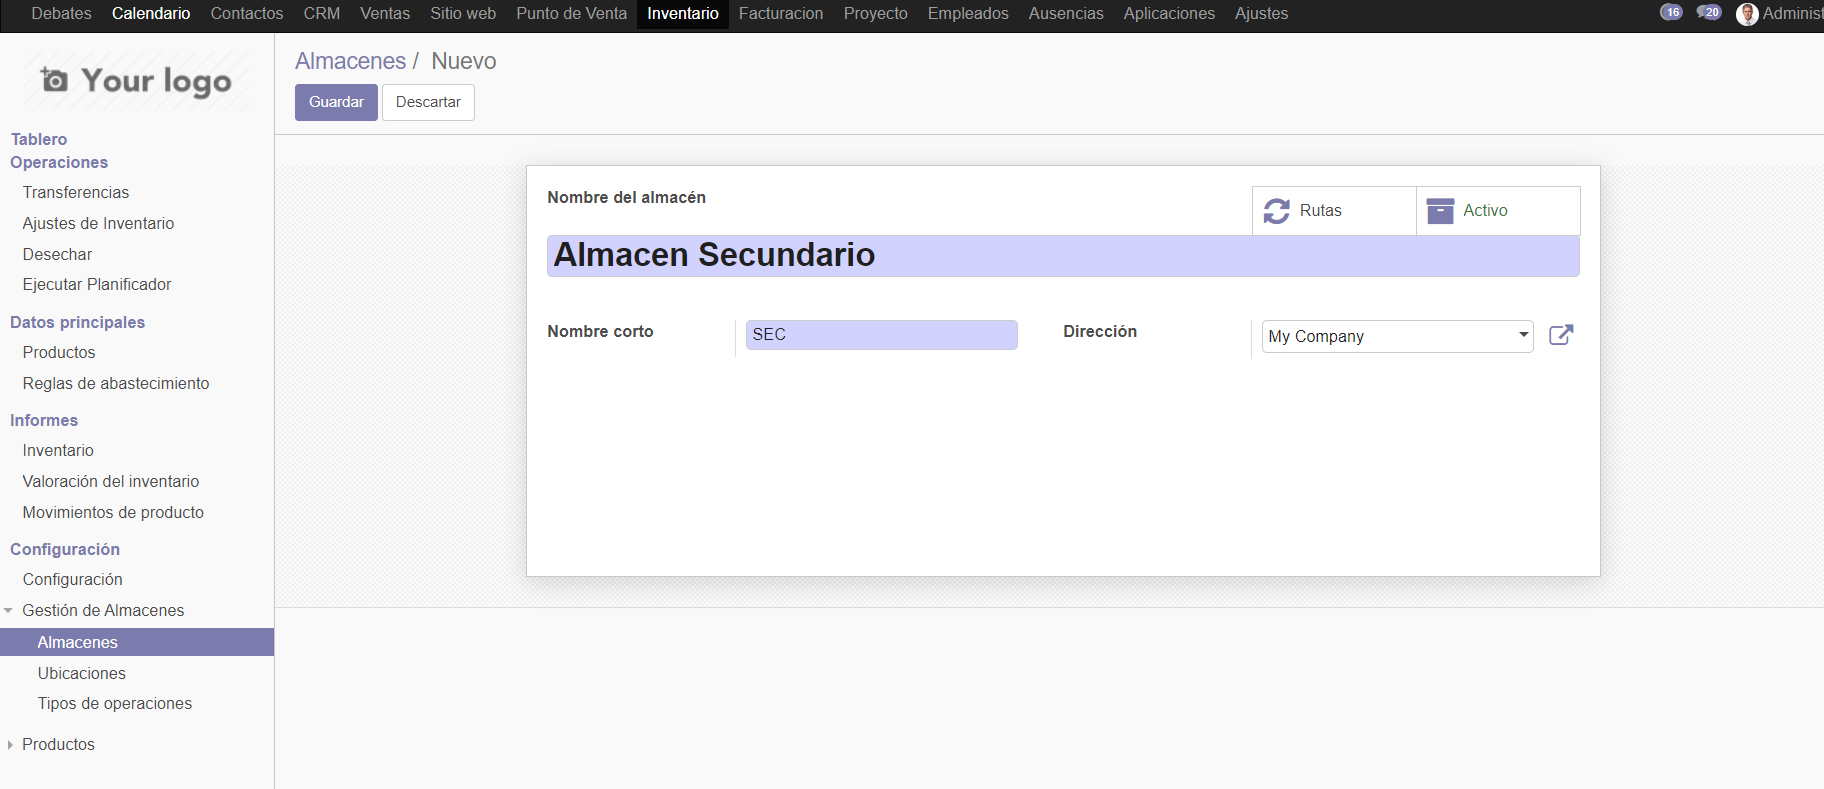 Debates Calendario Contactos CRM Ventas Sitio web Punto de Venta Inventario Facturacion Proyecto Empleados Ausencias Aplicaciones Ajustes 16 20 Administ
Your logo
Tablero
Operaciones
Transferencias
Ajustes de Inventario
Desechar
Ejecutar Planificador
Datos principales
Productos
Reglas de abastecimiento
Informes
Inventario
Valoración del inventario
Movimientos de producto
Configuración
Configuración
Gestión de Almacenes
Almacenes
Ubicaciones
Tipos de operaciones
Productos
Almacenes / Nuevo
Guardar Descartar
Nombre del almacén
Rutas Activo
Almacen Secundario
Nombre corto SEC Dirección My Company